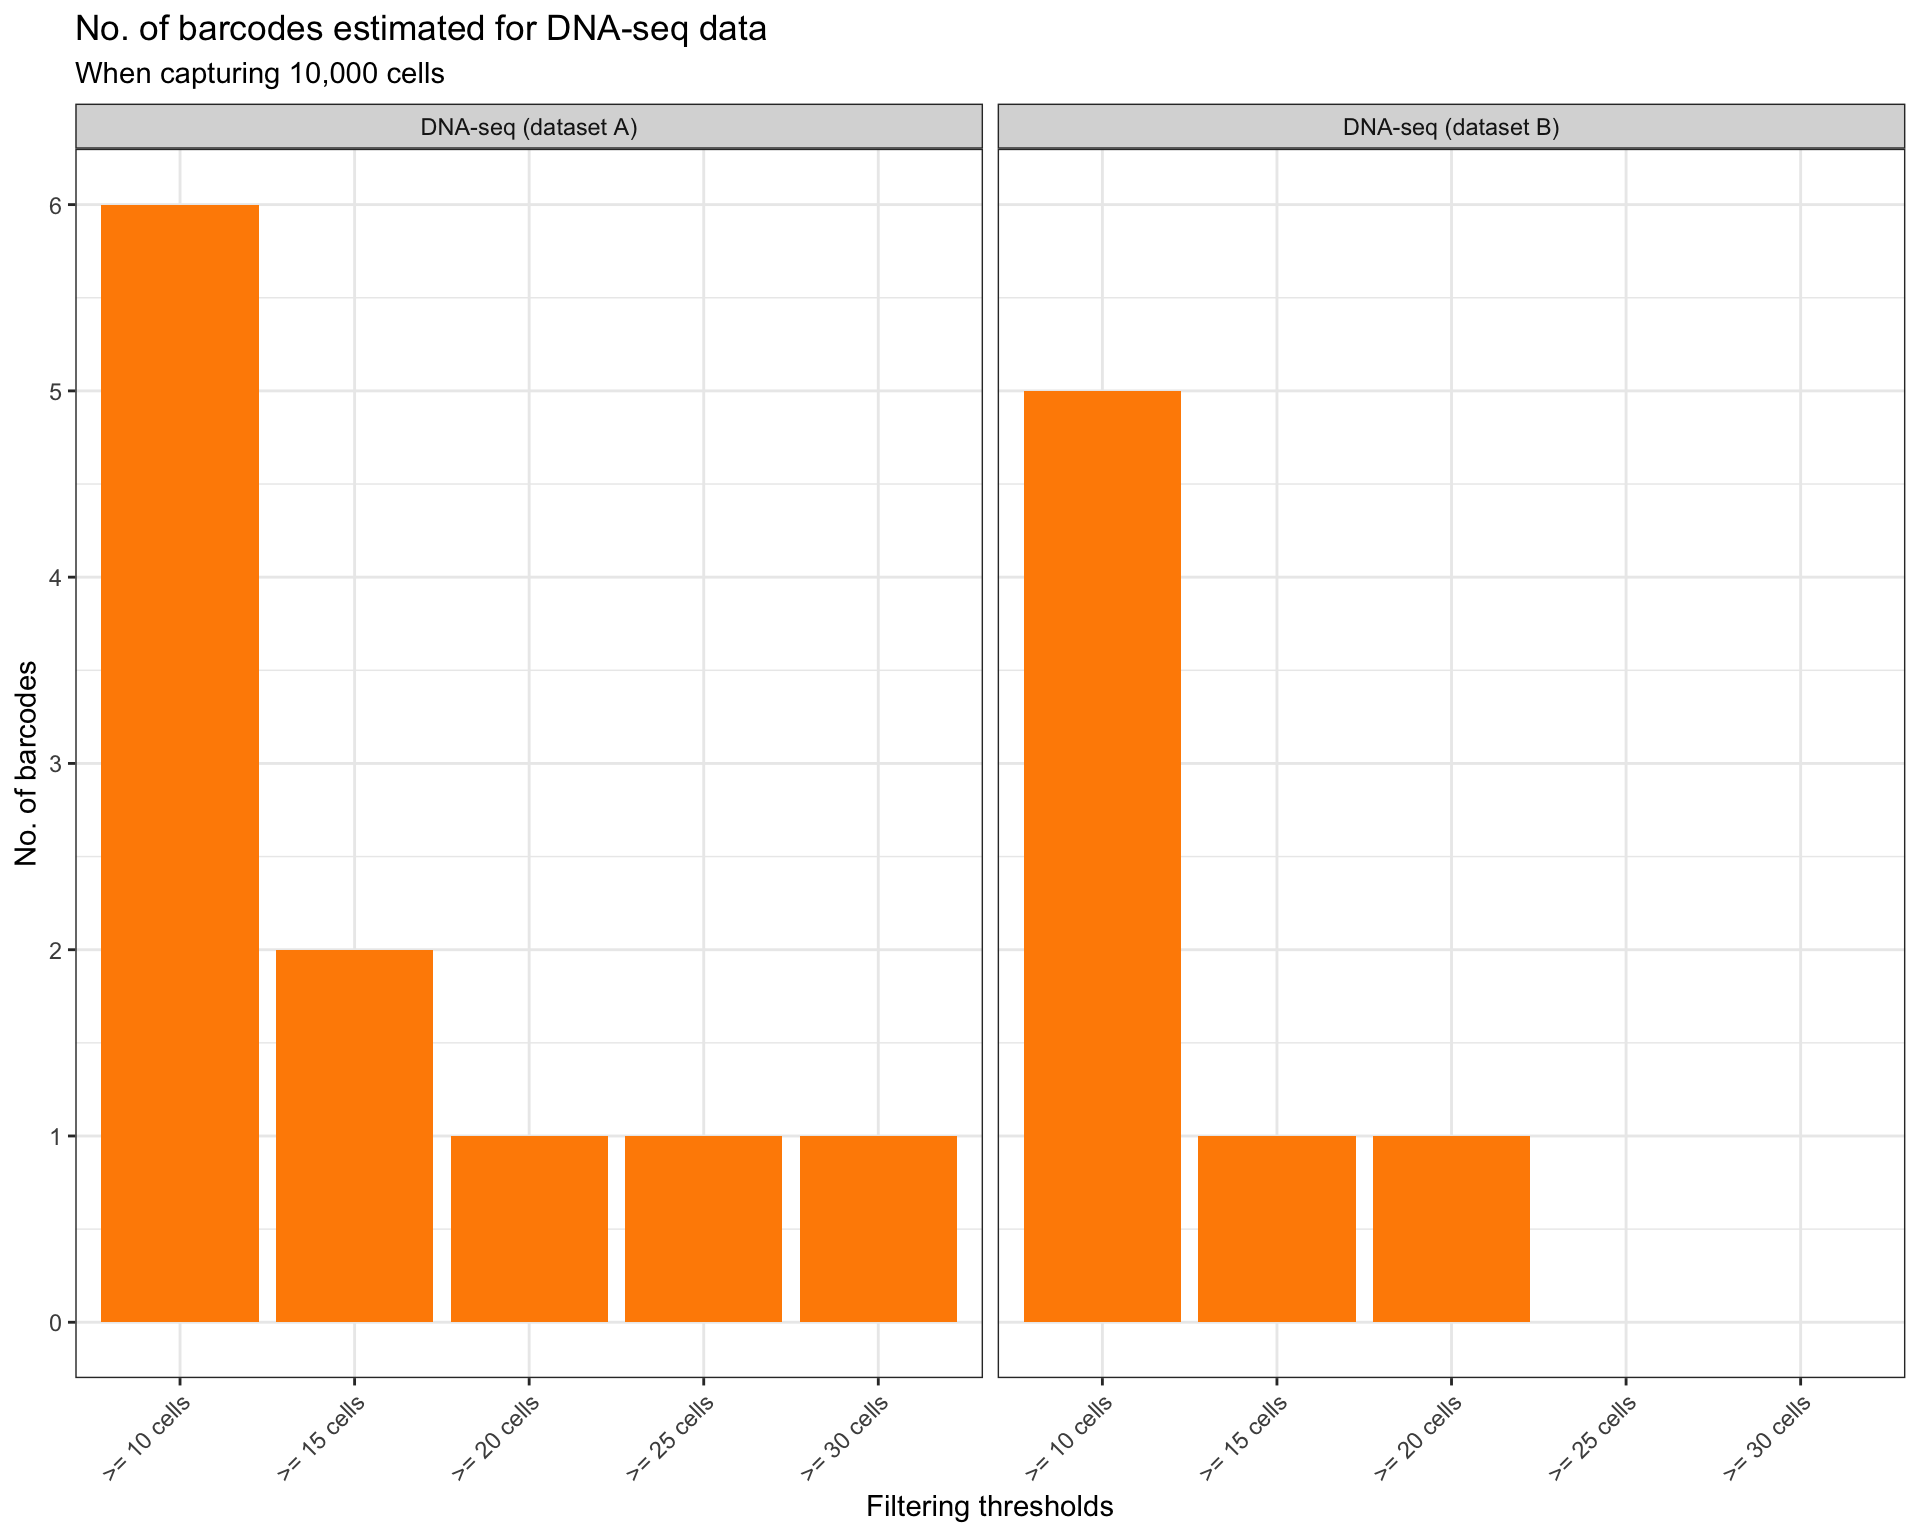 No. of barcodes estimated for DNA-seq data
When capturing 10,000 cells
DNA-seq (dataset A)
DNA-seq (dataset B)
No. of barcodes
6
5
4
3
2
1
0
>= 10 cells
>= 15 cells
>= 20 cells
>= 25 cells
>= 30 cells
>= 10 cells
>= 15 cells
>= 20 cells
>= 25 cells
>= 30 cells
Filtering thresholds